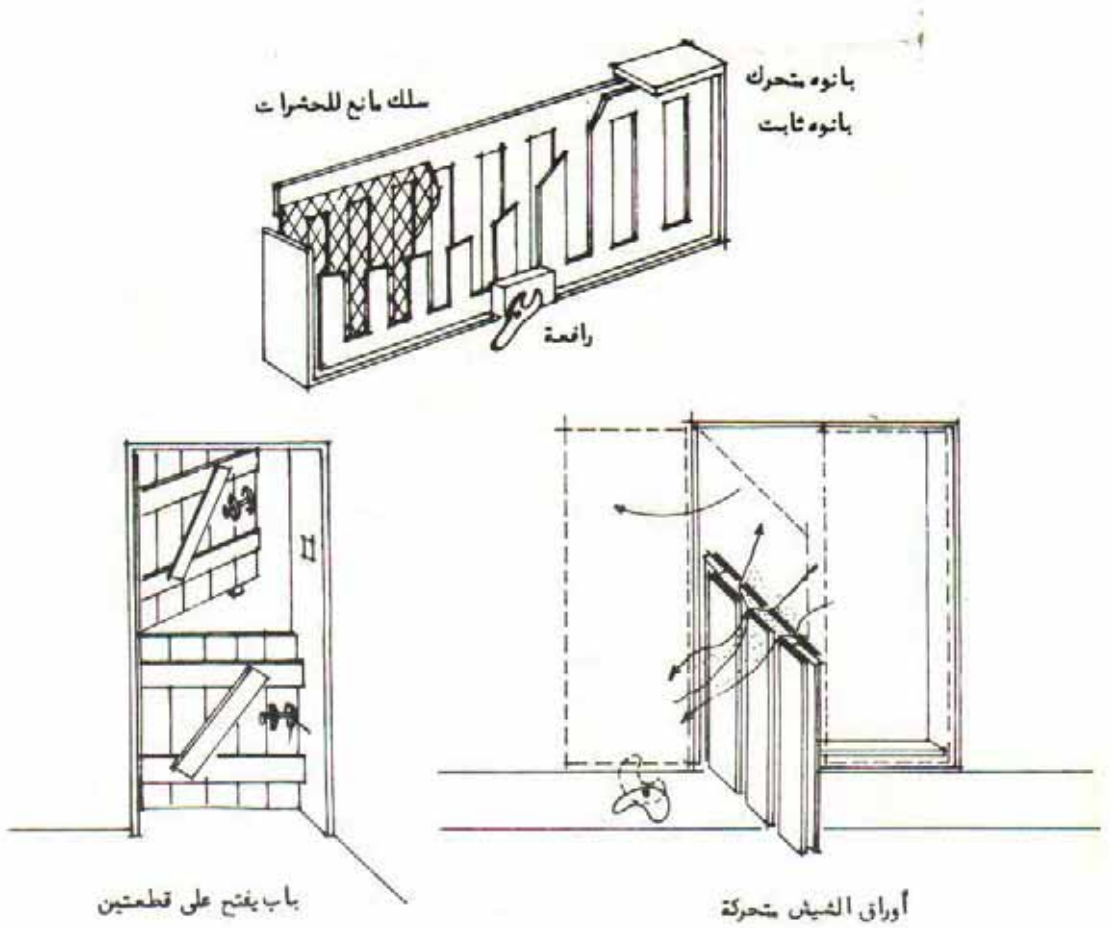 سلك مانع للحشرات
بانوه متحرك
بانوه ثابت
رافعة
باب يفتح على قطعتين
أوراق الشيش متحركة